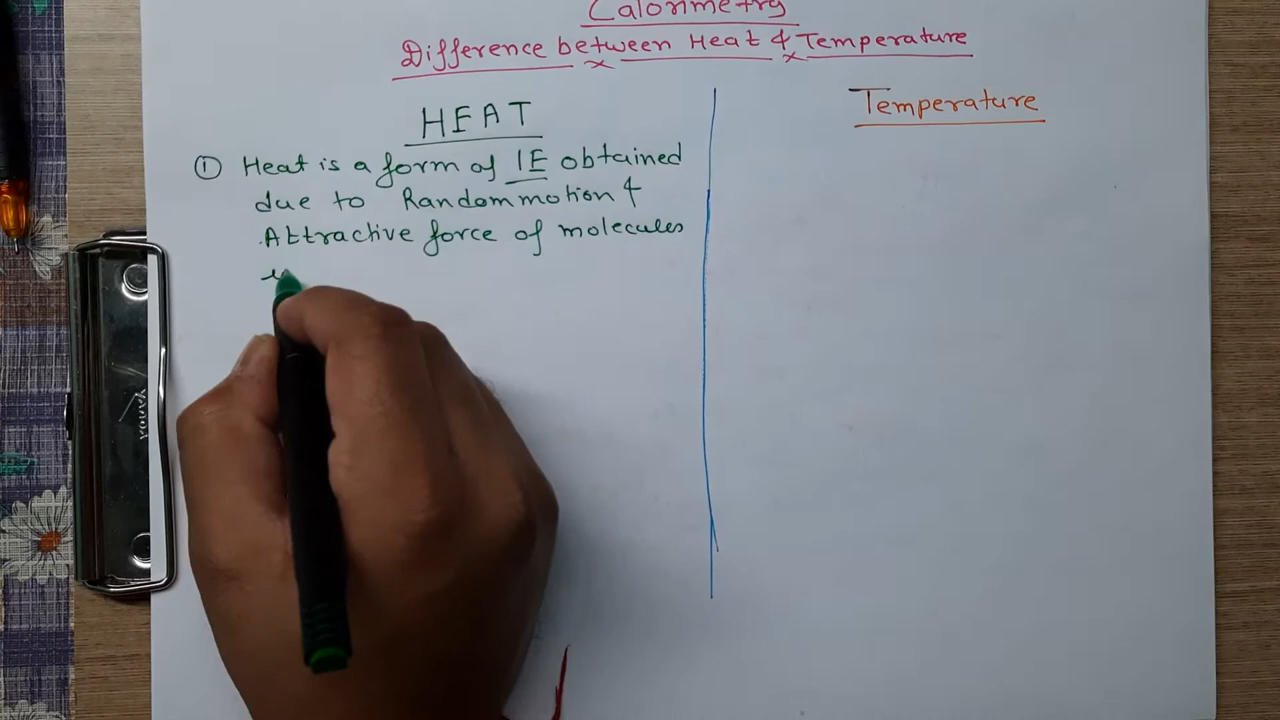 Calorimetry
Difference between Heat & Temperature
HEAT
① Heat is a form of IE obtained
due to Random motion &
Attractive force of molecules
Temperature